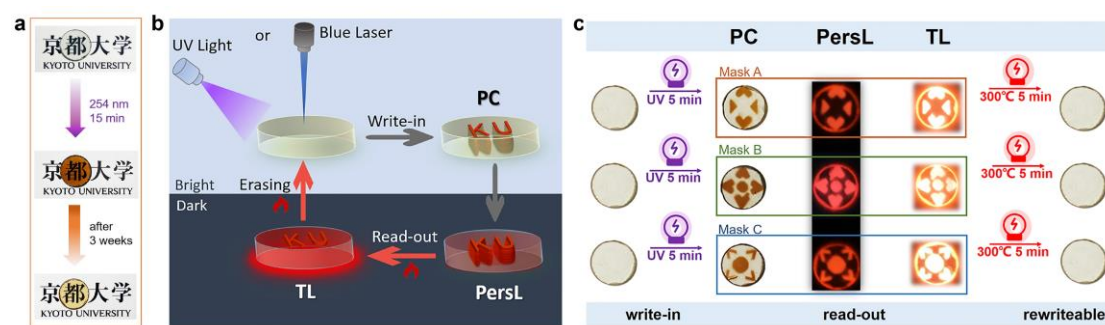 a
京都大学
KYOTO UNIVERSITY
254 nm
15 min
京都大学
KYOTO UNIVERSITY
after
3 weeks
京都大学
KYOTO UNIVERSITY
b
UV Light
or
Blue Laser
PC
Write-in
K U
Bright
Erasing
Dark
K U
Read-out
K U
TL
PersL
c
PC PersL TL
Mask A
UV 5 min
300℃ 5 min
Mask B
UV 5 min
300℃ 5 min
Mask C
UV 5 min
300℃ 5 min
write-in read-out rewriteable